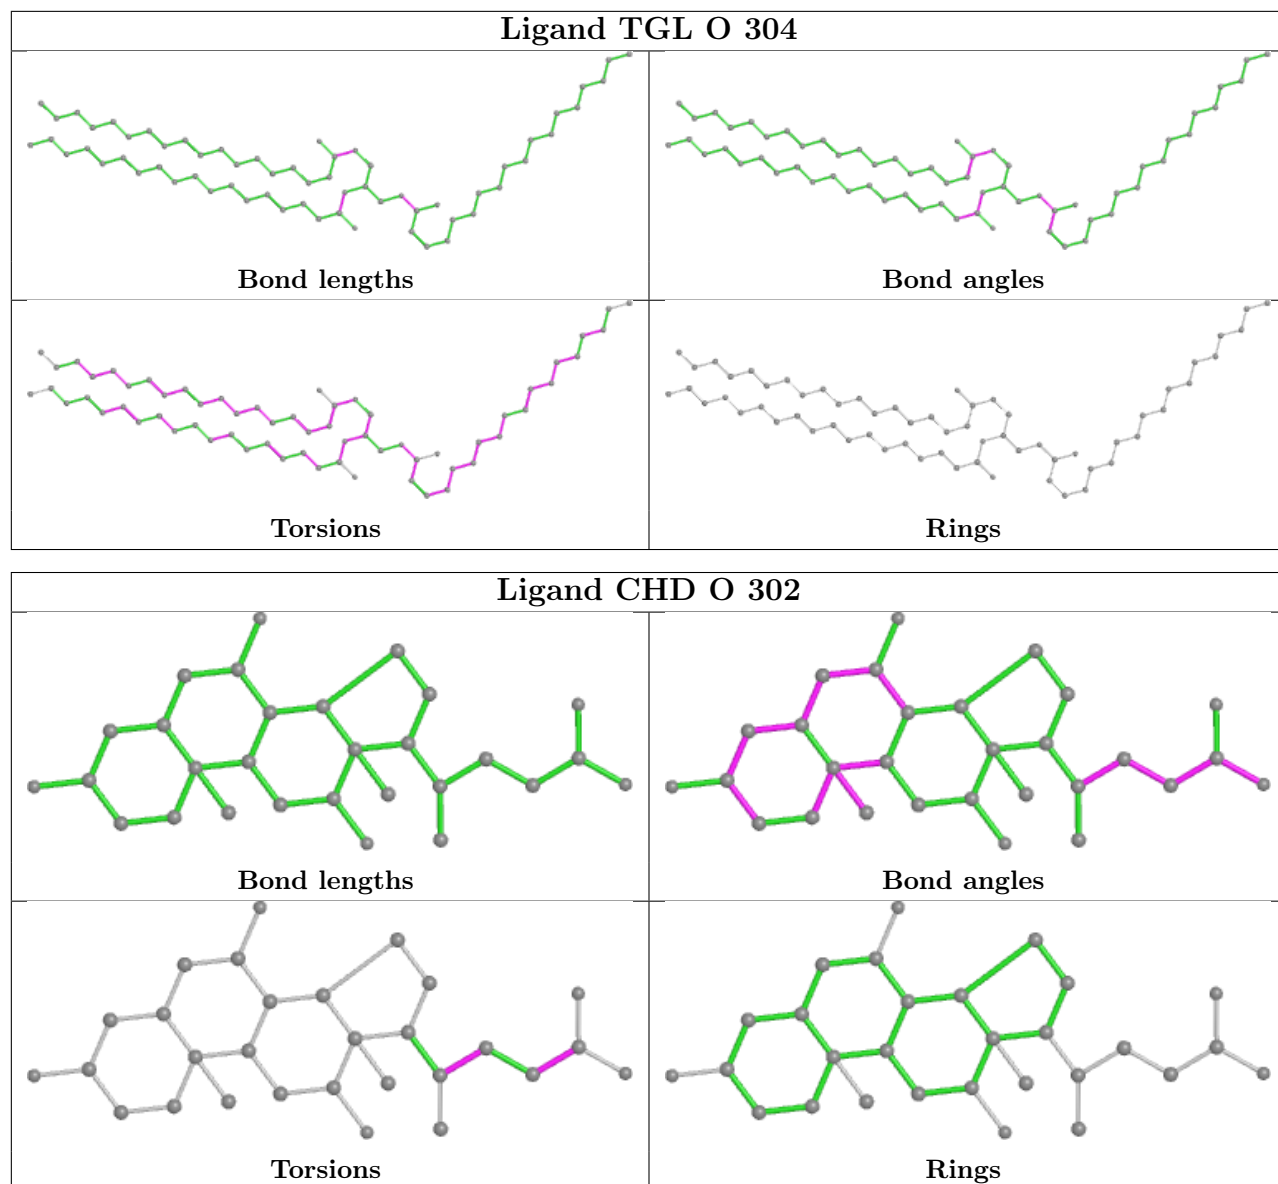 Ligand TGL O 304
Bond lengths
Bond angles
Torsions
Rings
Ligand CHD O 302
Bond lengths
Bond angles
Torsions
Rings